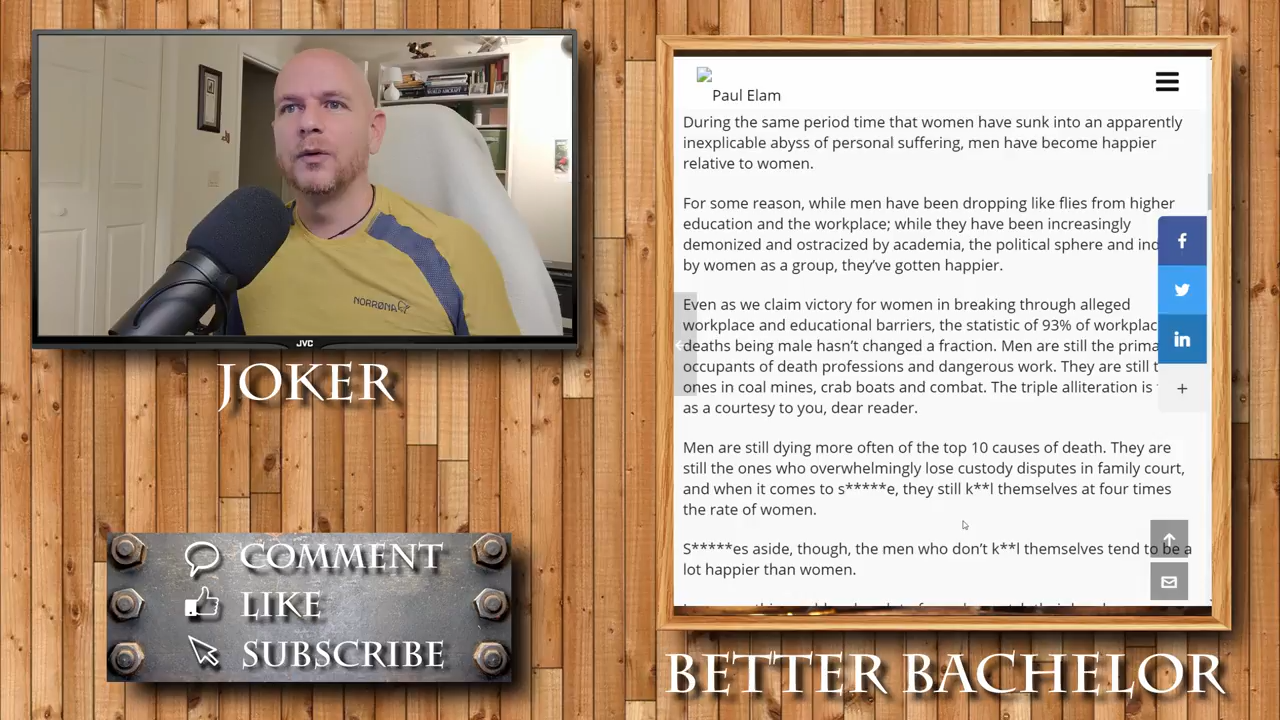 NORRØNA
JVC
JOKER
COMMENT
LIKE
SUBSCRIBE
Paul Elam
During the same period time that women have sunk into an apparently
inexplicable abyss of personal suffering, men have become happier
relative to women.
For some reason, while men have been dropping like flies from higher
education and the workplace; while they have been increasingly
demonized and ostracized by academia, the political sphere and ind
by women as a group, they’ve gotten happier.
Even as we claim victory for women in breaking through alleged
workplace and educational barriers, the statistic of 93% of workplac
deaths being male hasn’t changed a fraction. Men are still the prima
occupants of death professions and dangerous work. They are still t
ones in coal mines, crab boats and combat. The triple alliteration is
as a courtesy to you, dear reader.
Men are still dying more often of the top 10 causes of death. They are
still the ones who overwhelmingly lose custody disputes in family court,
and when it comes to s*****e, they still k**l themselves at four times
the rate of women.
S*****es aside, though, the men who don’t k**l themselves tend to be a
lot happier than women.
BETTER BACHELOR